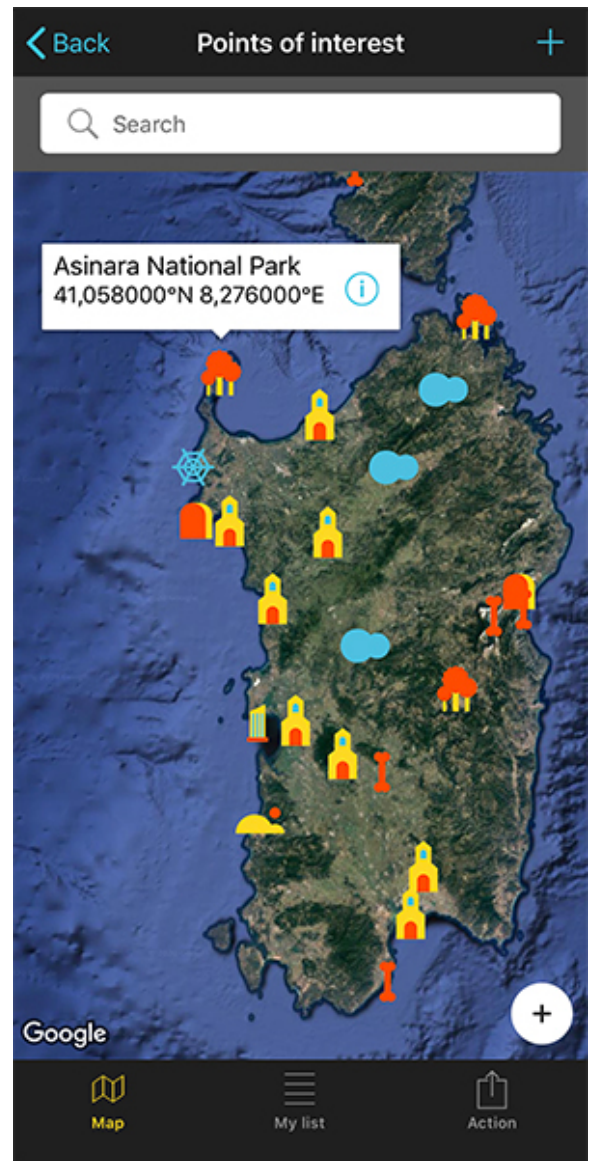 Back
Points of interest
+
Search
Asinara National Park
41,058000°N 8,276000°E
i
+
Google
Map
My list
Action